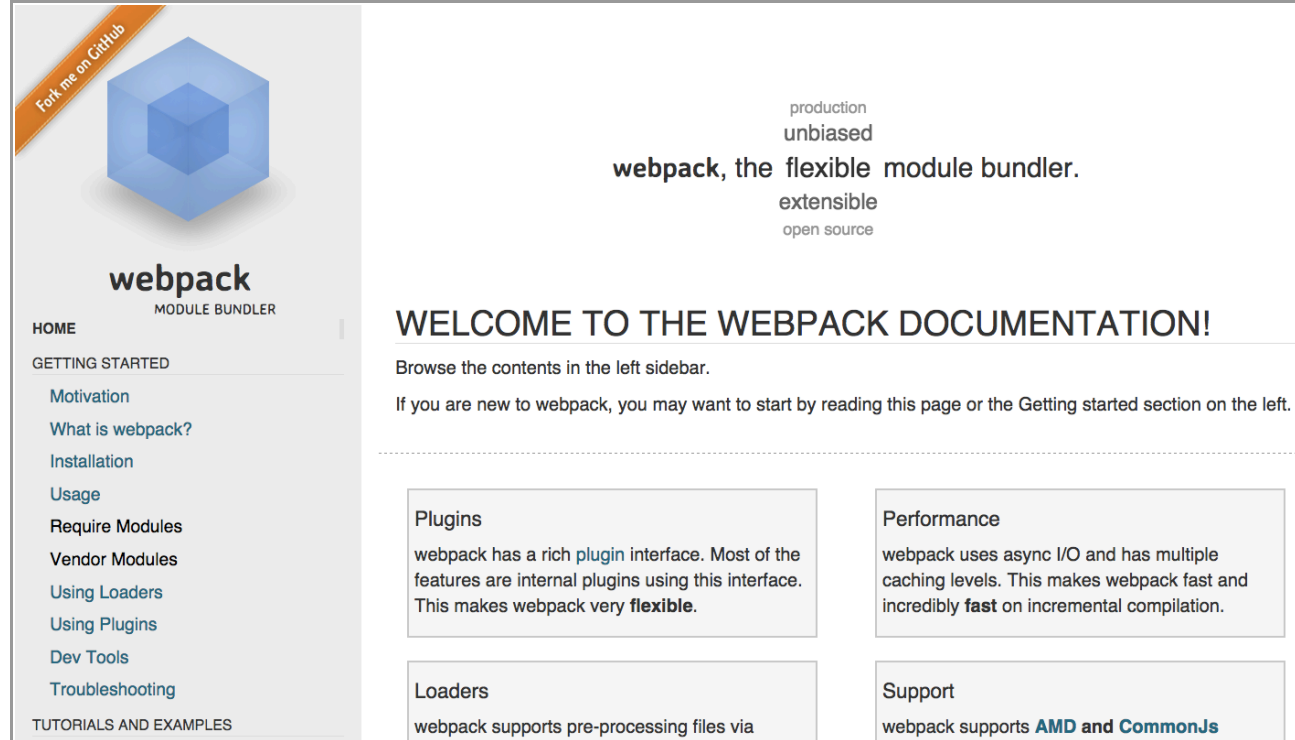 Fork me on GitHub
webpack
MODULE BUNDLER
HOME
GETTING STARTED
Motivation
What is webpack?
Installation
Usage
Require Modules
Vendor Modules
Using Loaders
Using Plugins
Dev Tools
Troubleshooting
TUTORIALS AND EXAMPLES
production
unbiased
webpack, the flexible module bundler.
extensible
open source
WELCOME TO THE WEBPACK DOCUMENTATION!
Browse the contents in the left sidebar.
If you are new to webpack, you may want to start by reading this page or the Getting started section on the left.
Plugins
webpack has a rich plugin interface. Most of the
features are internal plugins using this interface.
This makes webpack very flexible.
Performance
webpack uses async I/O and has multiple
caching levels. This makes webpack fast and
incredibly fast on incremental compilation.
Loaders
webpack supports pre-processing files via
Support
webpack supports AMD and CommonJs